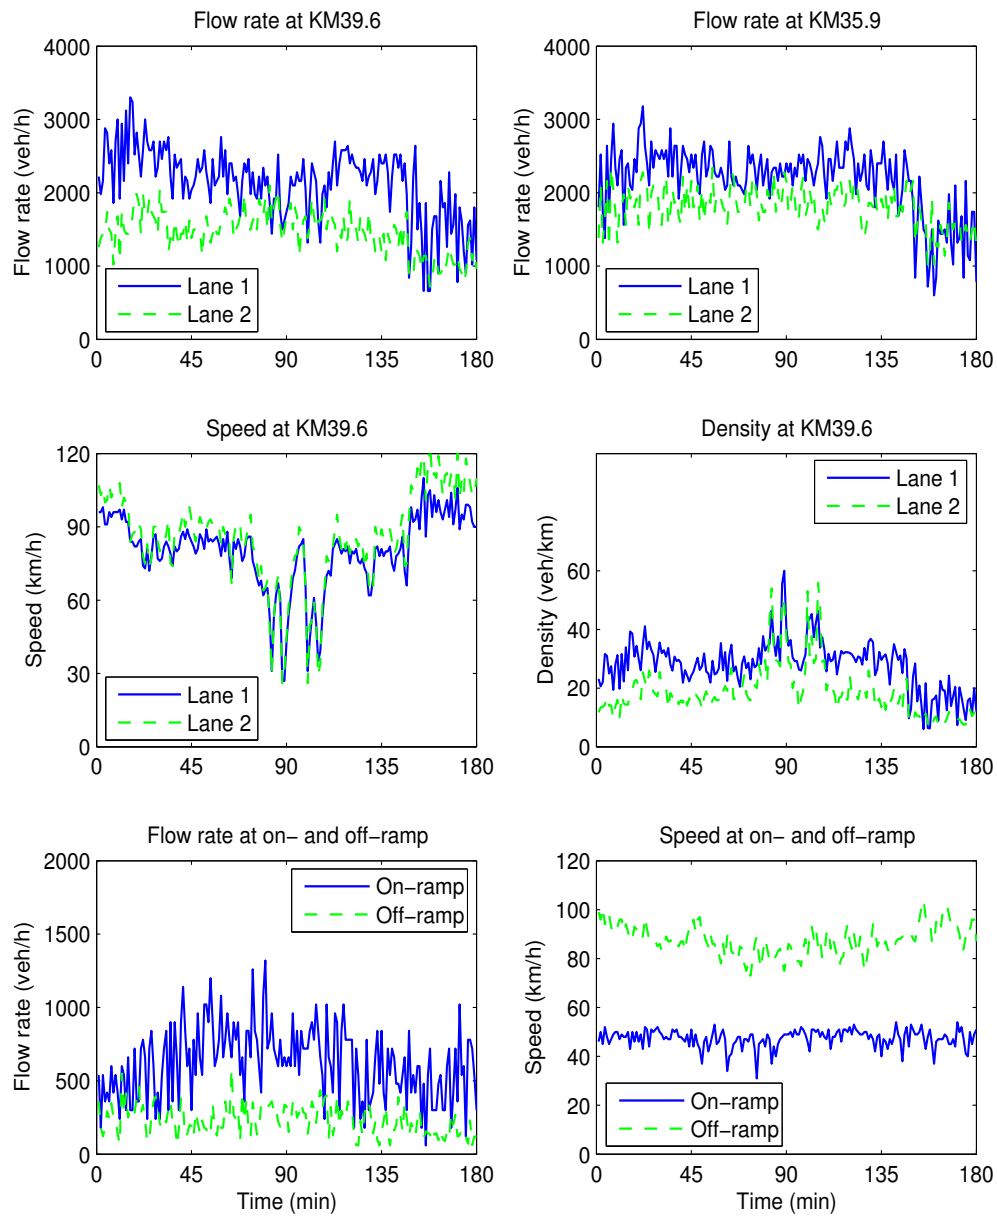 Flow rate at KM39.6
Flow rate (veh/h)
4000
3000
2000
1000
0
0 45 90 135 180
Lane 1
Lane 2
Flow rate at KM35.9
Flow rate (veh/h)
4000
3000
2000
1000
0
0 45 90 135 180
Lane 1
Lane 2
Speed at KM39.6
Speed (km/h)
120
90
60
30
0
0 45 90 135 180
Lane 1
Lane 2
Density at KM39.6
Density (veh/km)
60
40
20
0
0 45 90 135 180
Lane 1
Lane 2
Flow rate at on− and off−ramp
Flow rate (veh/h)
2000
1500
1000
500
0
0 45 90 135 180
Time (min)
On−ramp
Off−ramp
Speed at on− and off−ramp
Speed (km/h)
120
100
80
60
40
20
0
0 45 90 135 180
Time (min)
On−ramp
Off−ramp